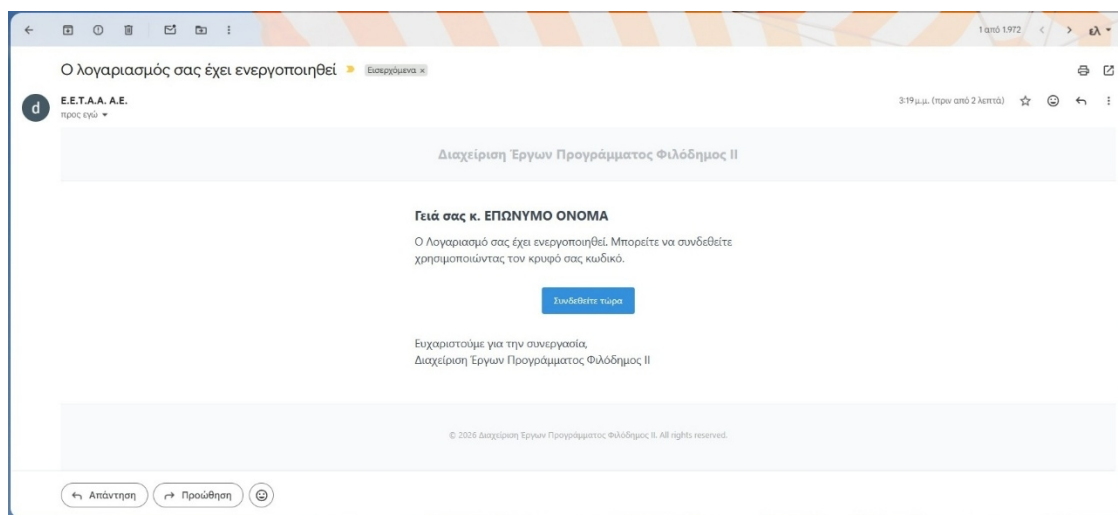 1 από 1.972
ελ
Ο λογαριασμός σας έχει ενεργοποιηθεί
Εισερχόμενα ×
d
Ε.Ε.Τ.Α.Α. Α.Ε.
3:19 μ.μ. (πριν από 2 λεπτά)
προς εγώ
Διαχείριση Έργων Προγράμματος Φιλόδημος ΙΙ
Γειά σας κ. ΕΠΩΝΥΜΟ ΟΝΟΜΑ
Ο Λογαριασμό σας έχει ενεργοποιηθεί. Μπορείτε να συνδεθείτε
χρησιμοποιώντας τον κρυφό σας κωδικό.
Συνδεθείτε τώρα
Ευχαριστούμε για την συνεργασία,
Διαχείριση Έργων Προγράμματος Φιλόδημος ΙΙ
© 2026 Διαχείριση Έργων Προγράμματος Φιλόδημος ΙΙ. All rights reserved.
Απάντηση
Προώθηση